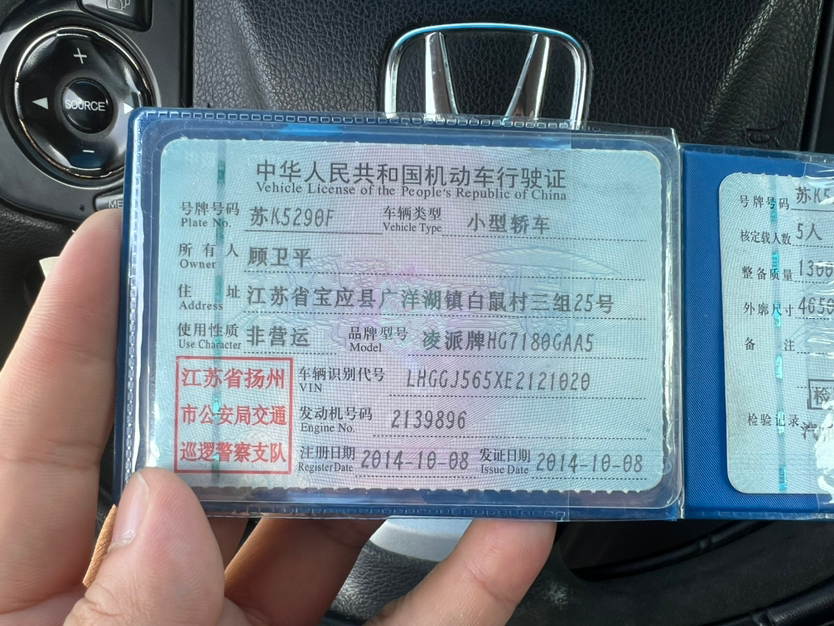 SOURCE
中华人民共和国机动车行驶证
Vehicle License of the People's Republic of China
号牌号码 苏K5290F 车辆类型 小型轿车
Plate No. Vehicle Type
所有人 顾卫平
Owner
住址 江苏省宝应县广洋湖镇白鼠村三组25号
Address
使用性质 非营运 品牌型号 凌派牌HG7180GAA5
Use Character Model
江苏省扬州
市公安局交通
巡逻警察支队
车辆识别代号 LHGGJ565XE2121020
VIN
发动机号码 2139896
Engine No.
注册日期 2014-10-08 发证日期 2014-10-08
Register Date Issue Date
号牌号码 苏K5
核定载人数 5人
整备质量 1300
外廓尺寸 4650
备注
检验记录